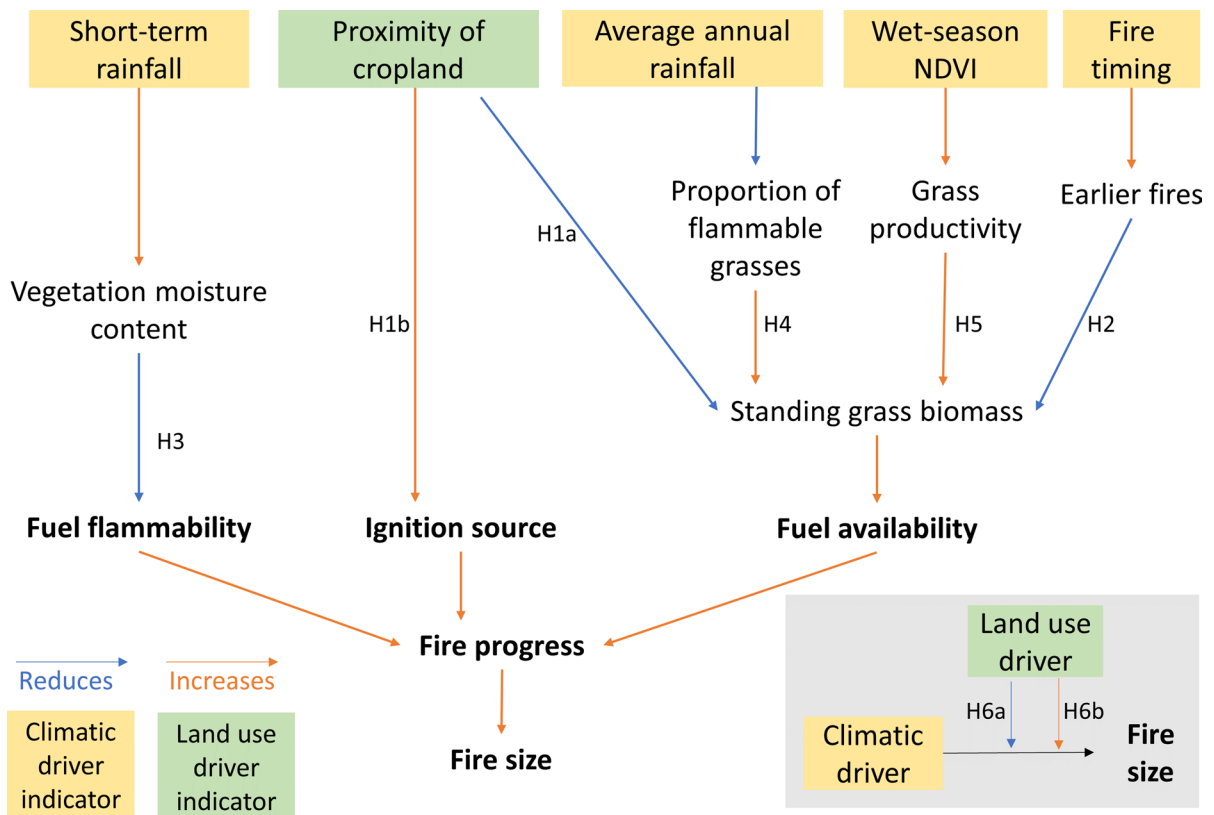 Short-term
rainfall
Proximity of
cropland
Average annual
rainfall
Wet-season
NDVI
Fire
timing
Proportion of
flammable
grasses
Grass
productivity
Earlier fires
H1a
Vegetation moisture
content
H1b
H4
H5
H2
Standing grass biomass
H3
Fuel flammability
Ignition source
Fuel availability
Fire progress
Fire size
Reduces
Increases
Climatic
driver
indicator
Land use
driver
indicator
Land use
driver
H6a
H6b
Climatic
driver
Fire
size